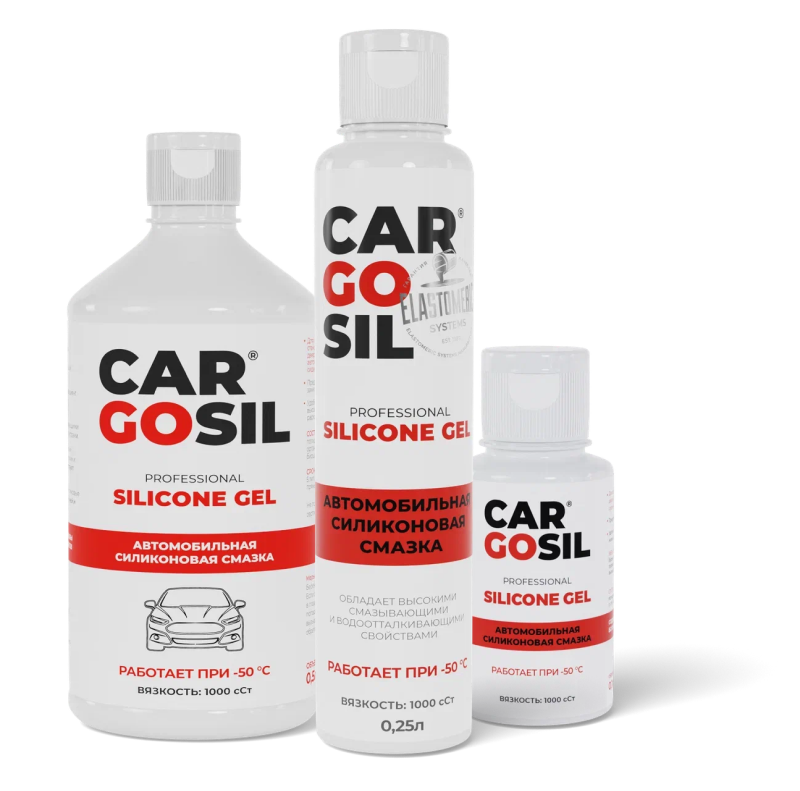 CAR®
GOSIL
PROFESSIONAL
SILICONE GEL
АВТОМОБИЛЬНАЯ
СИЛИКОНОВАЯ СМАЗКА
РАБОТАЕТ ПРИ -50 °C
ВЯЗКОСТЬ: 1000 сСт
CAR®
GO
SIL
ELASTOMERIC
SYSTEMS
PROFESSIONAL
SILICONE GEL
АВТОМОБИЛЬНАЯ
СИЛИКОНОВАЯ
СМАЗКА
ОБЛАДАЕТ ВЫСОКИМИ
СМАЗЫВАЮЩИМИ
И ВОДООТТАЛКИВАЮЩИМИ
СВОЙСТВАМИ
РАБОТАЕТ ПРИ -50 °C
ВЯЗКОСТЬ: 1000 сСт
0,25л
CAR®
GOSIL
PROFESSIONAL
SILICONE GEL
АВТОМОБИЛЬНАЯ
СИЛИКОНОВАЯ СМАЗКА
РАБОТАЕТ ПРИ -50 °C
ВЯЗКОСТЬ: 1000 сСт